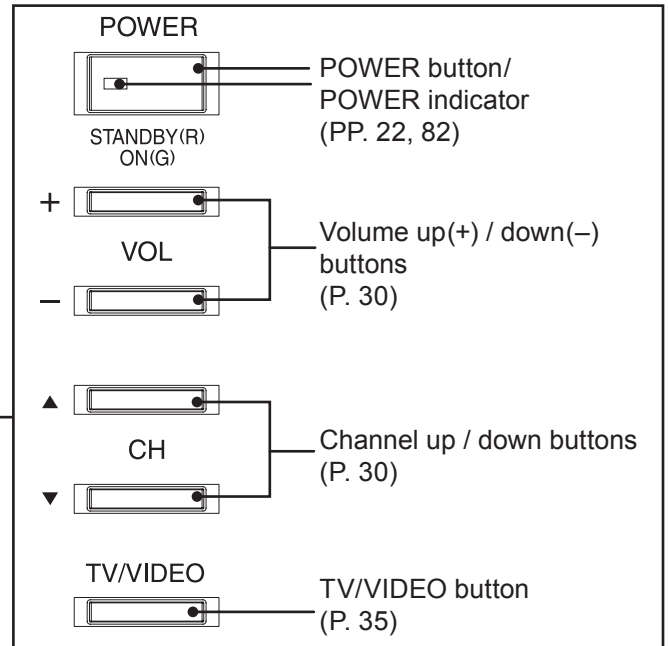 POWER
POWER button/
POWER indicator
(PP. 22, 82)
STANDBY(R)
ON(G)
+
VOL
–
Volume up(+) / down(–)
buttons
(P. 30)
▲
CH
▼
Channel up / down buttons
(P. 30)
TV/VIDEO
TV/VIDEO button
(P. 35)